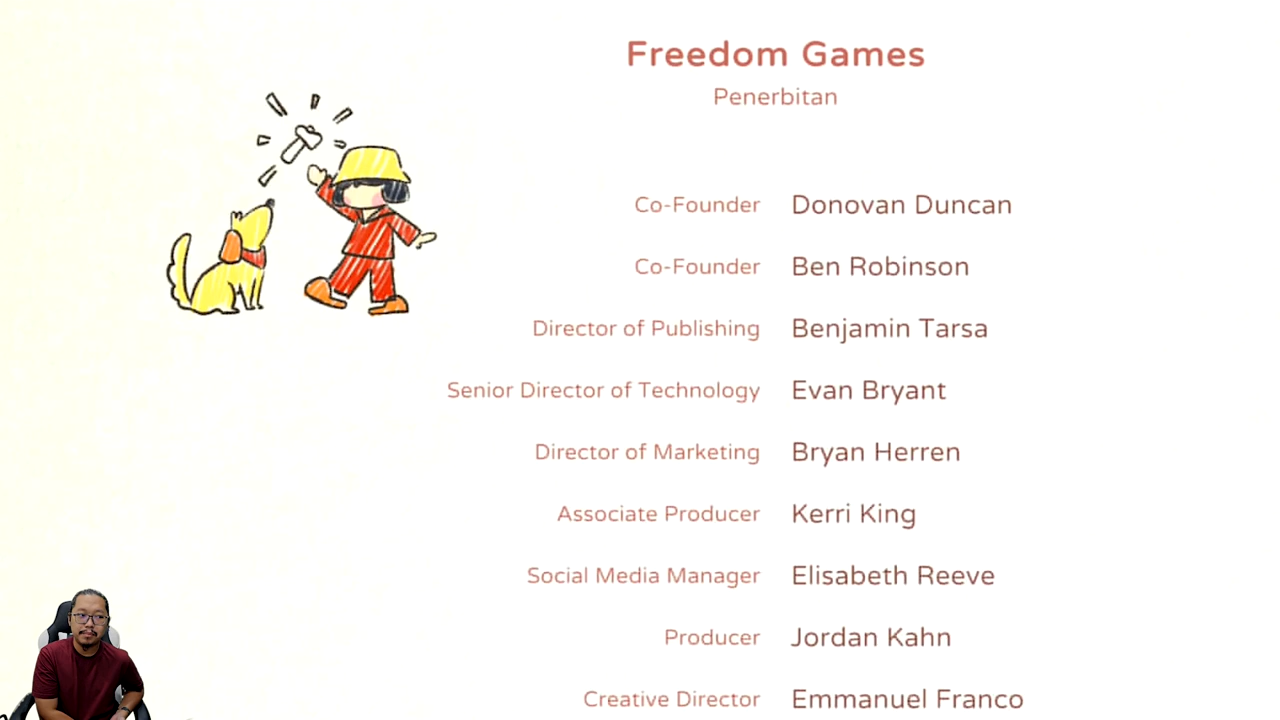 Freedom Games
Penerbitan
Co-Founder Donovan Duncan
Co-Founder Ben Robinson
Director of Publishing Benjamin Tarsa
Senior Director of Technology Evan Bryant
Director of Marketing Bryan Herren
Associate Producer Kerri King
Social Media Manager Elisabeth Reeve
Producer Jordan Kahn
Creative Director Emmanuel Franco